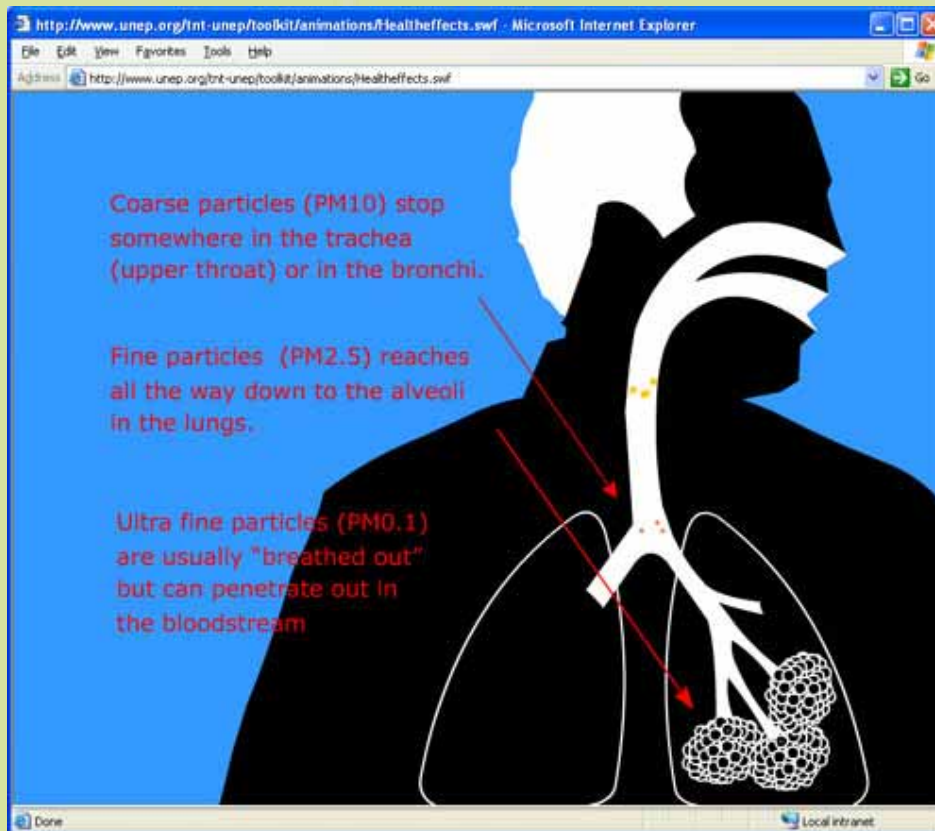 http://www.unep.org/tnt-unep/toolkit/animations/Healtheffects.swf - Microsoft Internet Explorer
File Edit View Favorites Tools Help
Address http://www.unep.org/tnt-unep/toolkit/animations/Healtheffects.swf Go
Coarse particles (PM10) stop
somewhere in the trachea
(upper throat) or in the bronchi.
Fine particles (PM2.5) reaches
all the way down to the alveoli
in the lungs.
Ultra fine particles (PM0.1)
are usually “breathed out”
but can penetrate out in
the bloodstream
Done Local intranet